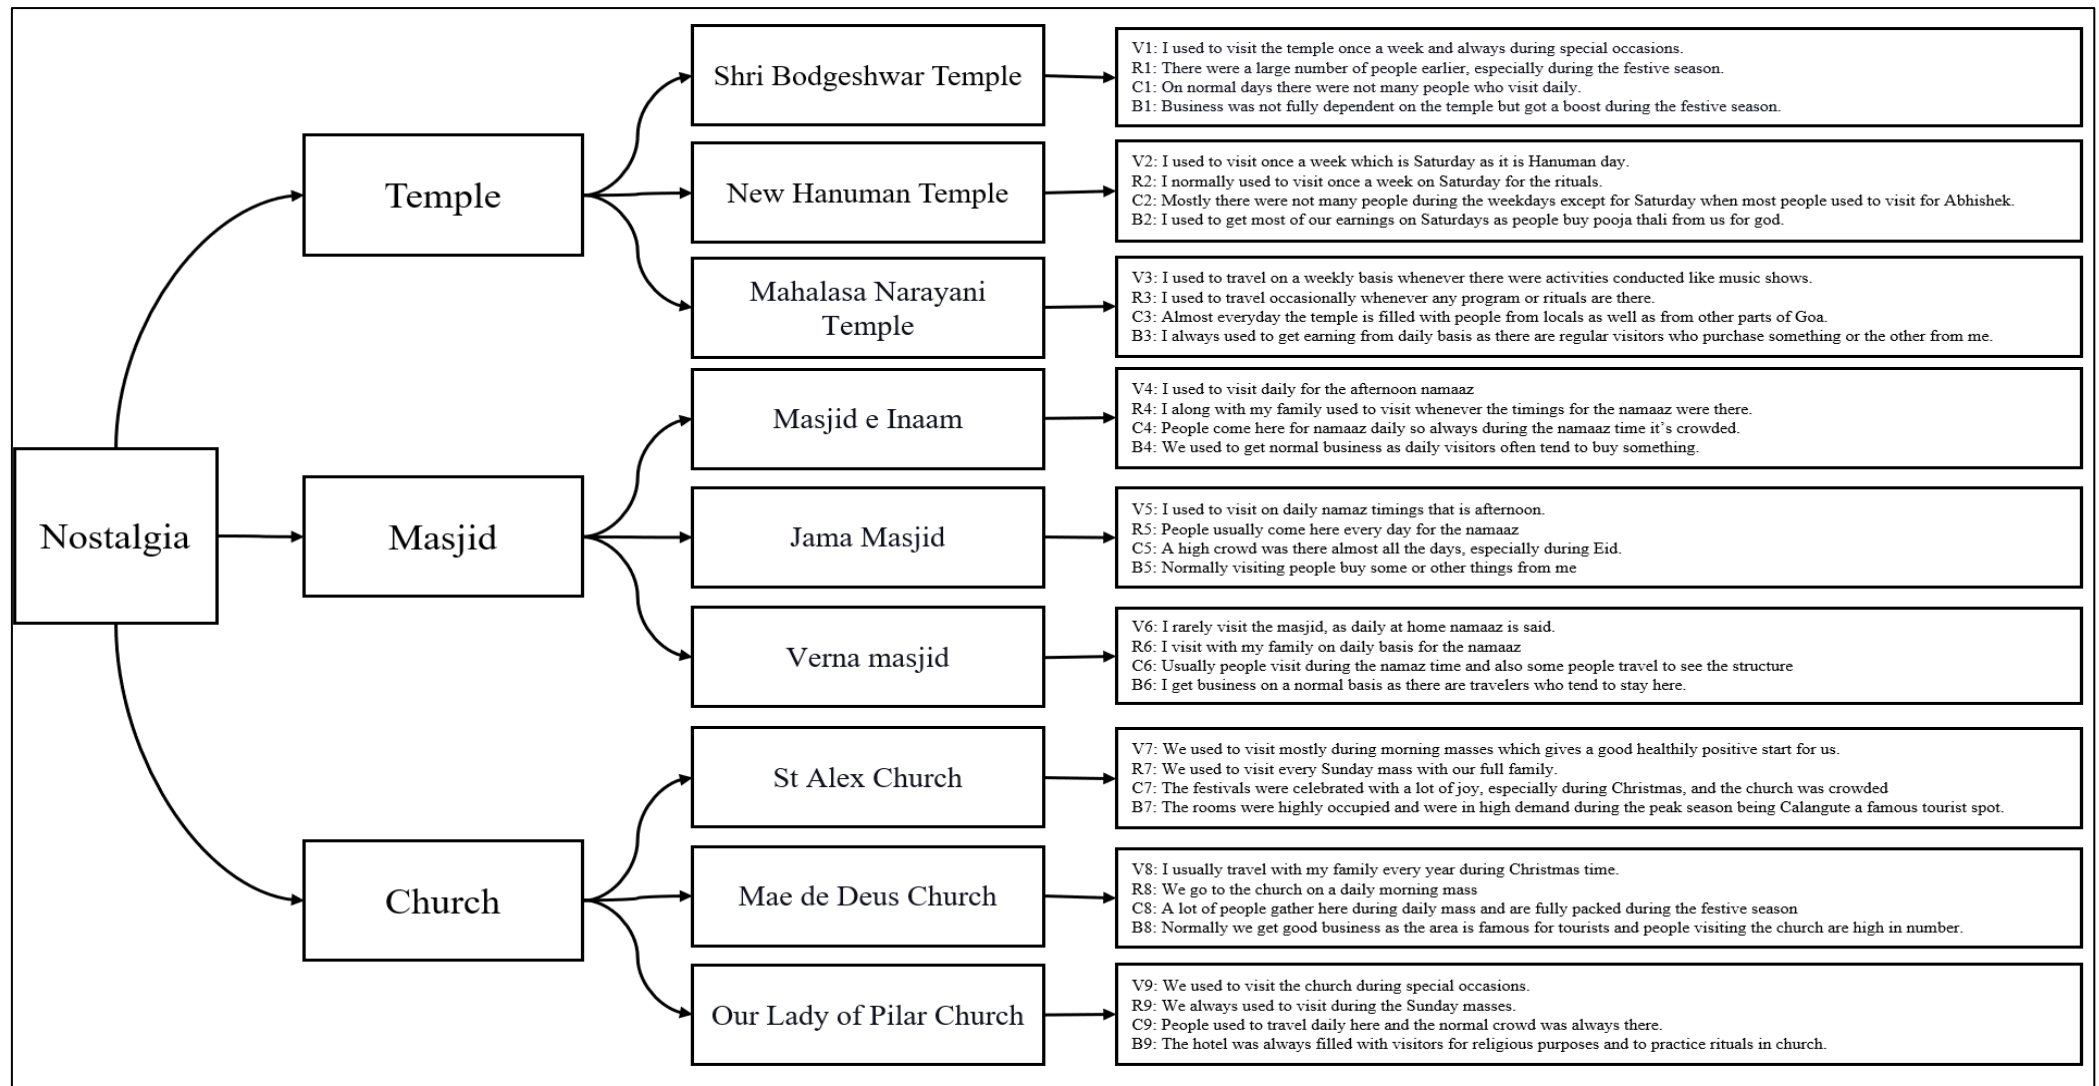 Nostalgia
Temple
Shri Bodgeshwar Temple
V1: I used to visit the temple once a week and always during special occasions.
R1: There were a large number of people earlier, especially during the festive season.
C1: On normal days there were not many people who visit daily.
B1: Business was not fully dependent on the temple but got a boost during the festive season.
New Hanuman Temple
V2: I used to visit once a week which is Saturday as it is Hanuman day.
R2: I normally used to visit once a week on Saturday for the rituals.
C2: Mostly there were not many people during the weekdays except for Saturday when most people used to visit for Abhishek.
B2: I used to get most of our earnings on Saturdays as people buy pooja thali from us for god.
Mahalasa Narayani
Temple
V3: I used to travel on a weekly basis whenever there were activities conducted like music shows.
R3: I used to travel occasionally whenever any program or rituals are there.
C3: Almost everyday the temple is filled with people from locals as well as from other parts of Goa.
B3: I always used to get earning from daily basis as there are regular visitors who purchase something or the other from me.
Masjid
Masjid e Inaam
V4: I used to visit daily for the afternoon namaaz
R4: I along with my family used to visit whenever the timings for the namaaz were there.
C4: People come here for namaaz daily so always during the namaaz time it's crowded.
B4: We used to get normal business as daily visitors often tend to buy something.
Jama Masjid
V5: I used to visit on daily namaz timings that is afternoon.
R5: People usually come here every day for the namaaz
C5: A high crowd was there almost all the days, especially during Eid.
B5: Normally visiting people buy some or other things from me
Verna masjid
V6: I rarely visit the masjid, as daily at home namaaz is said.
R6: I visit with my family on daily basis for the namaaz
C6: Usually people visit during the namaz time and also some people travel to see the structure
B6: I get business on a normal basis as there are travelers who tend to stay here.
Church
St Alex Church
V7: We used to visit mostly during morning masses which gives a good healthily positive start for us.
R7: We used to visit every Sunday mass with our full family.
C7: The festivals were celebrated with a lot of joy, especially during Christmas, and the church was crowded
B7: The rooms were highly occupied and were in high demand during the peak season being Calangute a famous tourist spot.
Mae de Deus Church
V8: I usually travel with my family every year during Christmas time.
R8: We go to the church on a daily morning mass
C8: A lot of people gather here during daily mass and are fully packed during the festive season
B8: Normally we get good business as the area is famous for tourists and people visiting the church are high in number.
Our Lady of Pilar Church
V9: We used to visit the church during special occasions.
R9: We always used to visit during the Sunday masses.
C9: People used to travel daily here and the normal crowd was always there.
B9: The hotel was always filled with visitors for religious purposes and to practice rituals in church.